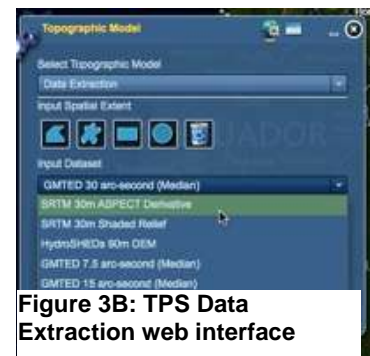 Topographic Model
Select Topographic Model
Data Extraction
Input Spatial Extent
UADOR
Input Dataset
GMTED 30 arc-second (Median)
SRTM 30m ASPECT Derivative
SRTM 30m Shaded Relief
HydroSHEDs 90m DEM
GMTED 7.5 arc-second (Median)
GMTED 15 arc-second (Median)
Figure 3B: TPS Data
Extraction web interface